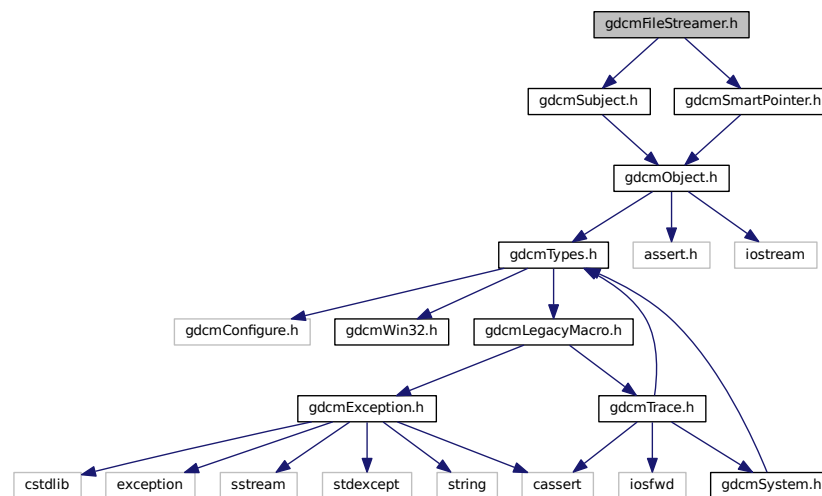 gdcmFileStreamer.h
gdcmSubject.h
gdcmSmartPointer.h
gdcmObject.h
gdcmTypes.h
assert.h
iostream
gdcmConfigure.h
gdcmWin32.h
gdcmLegacyMacro.h
gdcmException.h
gdcmTrace.h
cstdlib
exception
sstream
stdexcept
string
cassert
iosfwd
gdcmSystem.h